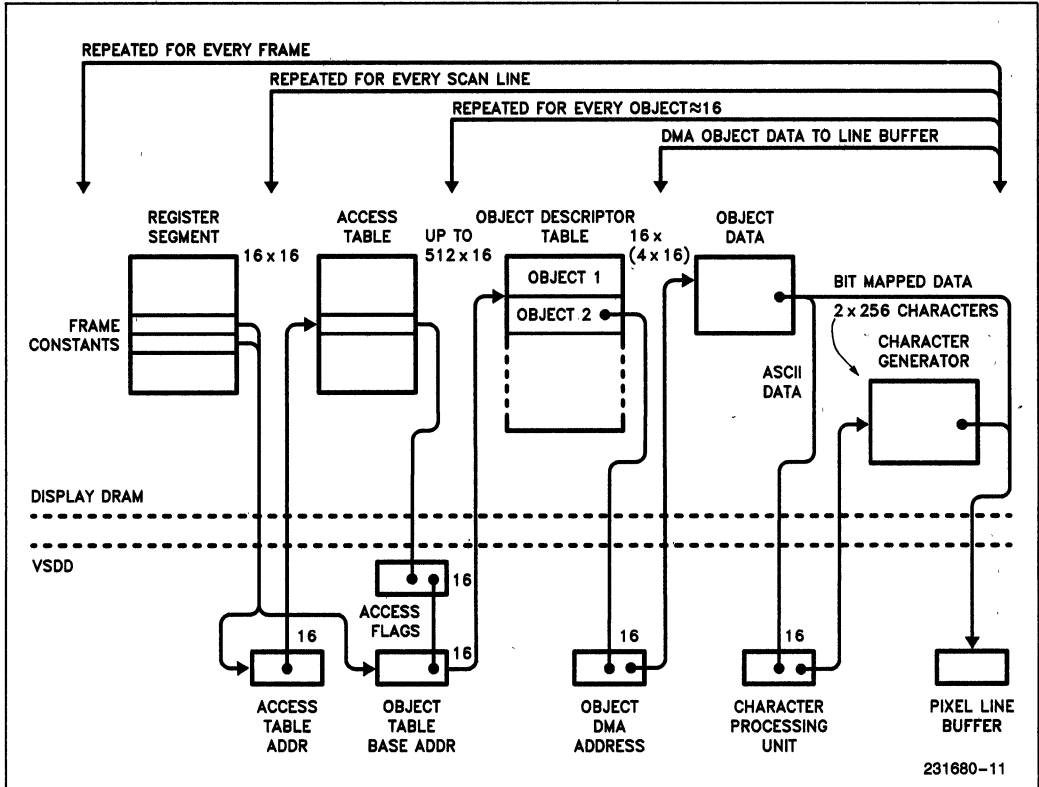 REPEATED FOR EVERY FRAME
REPEATED FOR EVERY SCAN LINE
REPEATED FOR EVERY OBJECT≈16
DMA OBJECT DATA TO LINE BUFFER
REGISTER
SEGMENT
16 x 16
ACCESS
TABLE
UP TO
512 x 16
OBJECT DESCRIPTOR
TABLE
16 x
(4 x 16)
OBJECT
DATA
OBJECT 1
OBJECT 2
BIT MAPPED DATA
2 x 256 CHARACTERS
CHARACTER
GENERATOR
FRAME
CONSTANTS
ASCII
DATA
DISPLAY DRAM
VSDD
16
ACCESS
FLAGS
16
16
16
16
ACCESS
TABLE
ADDR
OBJECT
TABLE
BASE ADDR
OBJECT
DMA
ADDRESS
CHARACTER
PROCESSING
UNIT
PIXEL LINE
BUFFER
231680-11